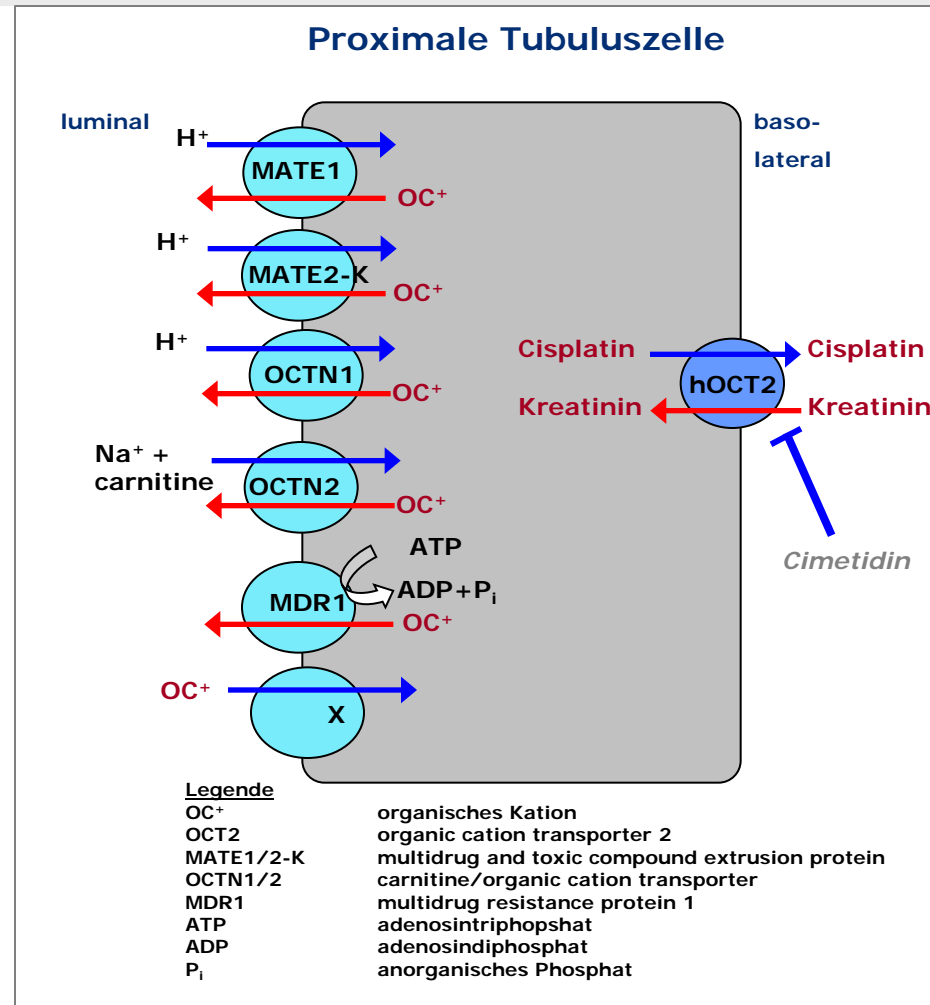 Proximale Tubuluszelle
luminal
baso-
lateral
H⁺
MATE1
OC⁺
H⁺
MATE2-K
OC⁺
H⁺
OCTN1
OC⁺
Cisplatin
Cisplatin
hOCT2
Kreatinin
Kreatinin
Na⁺ +
carnitine
OCTN2
OC⁺
Cimetidin
ATP
ADP+Pᵢ
MDR1
OC⁺
OC⁺
X
Legende
OC⁺ organisches Kation
OCT2 organic cation transporter 2
MATE1/2-K multidrug and toxic compound extrusion protein
OCTN1/2 carnitine/organic cation transporter
MDR1 multidrug resistance protein 1
ATP adenosintriphopshat
ADP adenosindiphosphat
Pᵢ anorganisches Phosphat